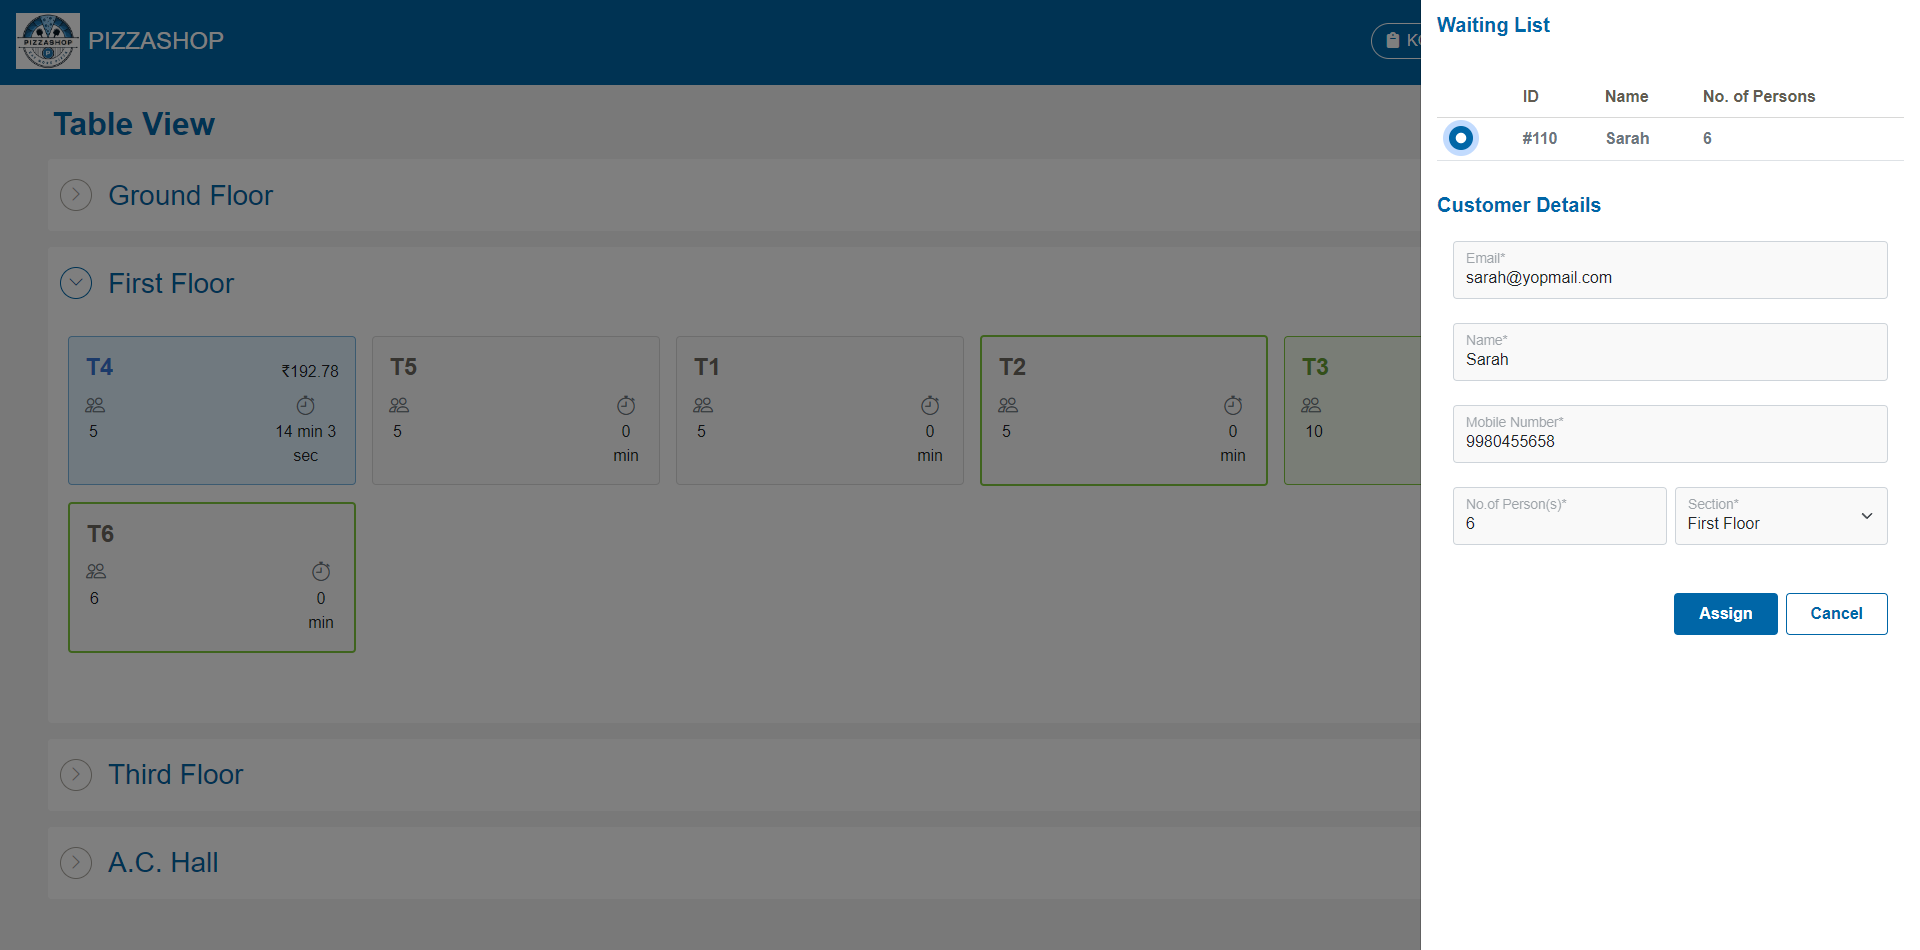 PIZZASHOP
PIZZASHOP
Table View
Ground Floor
First Floor
T4
₹192.78
5
14 min 3
sec
T5
5
0
min
T1
5
0
min
T2
5
0
min
T3
10
T6
6
0
min
Third Floor
A.C. Hall
Waiting List
ID Name No. of Persons
#110 Sarah 6
Customer Details
Email*
sarah@yopmail.com
Name*
Sarah
Mobile Number*
9980455658
No.of Person(s)*
6
Section*
First Floor
Assign
Cancel